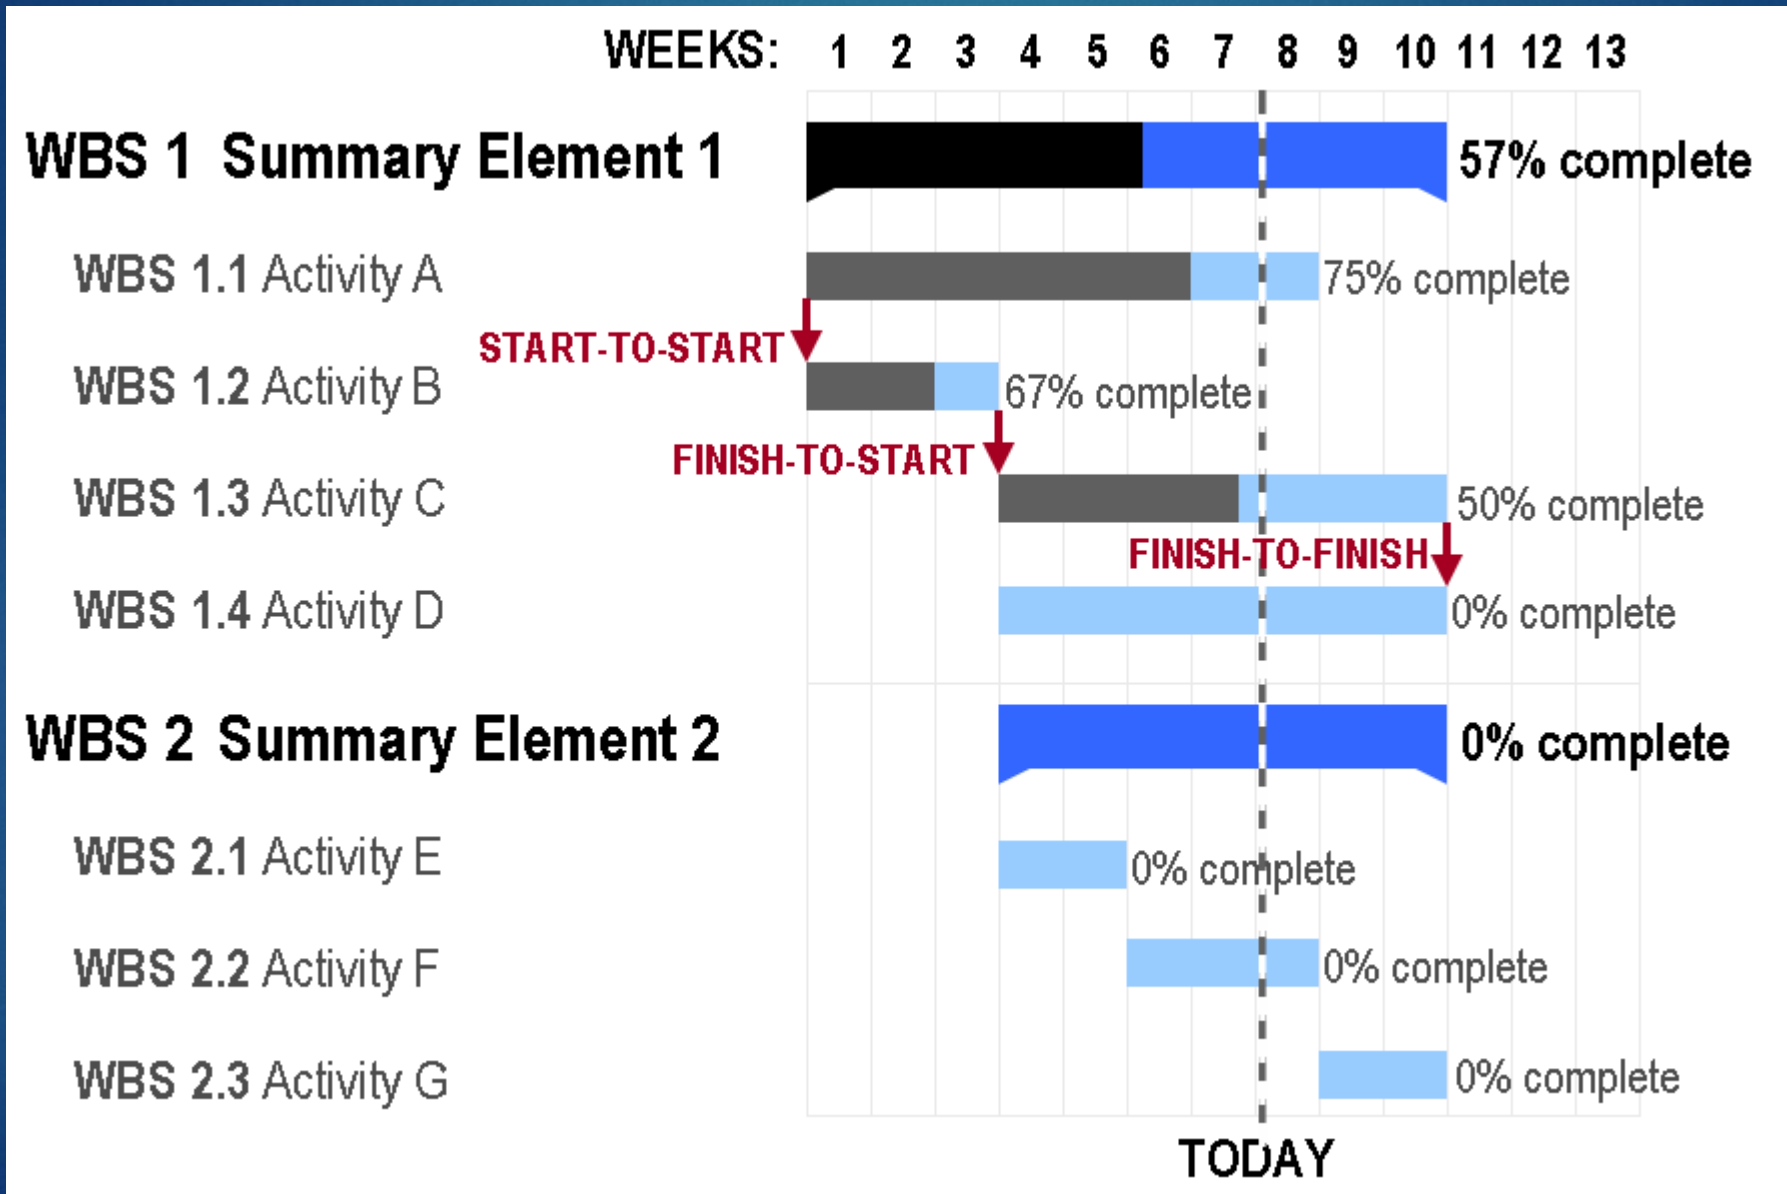 WEEKS: 1 2 3 4 5 6 7 8 9 10 11 12 13
WBS 1 Summary Element 1 57% complete
WBS 1.1 Activity A 75% complete
START-TO-START
WBS 1.2 Activity B 67% complete
FINISH-TO-START
WBS 1.3 Activity C 50% complete
FINISH-TO-FINISH
WBS 1.4 Activity D 0% complete
WBS 2 Summary Element 2 0% complete
WBS 2.1 Activity E 0% complete
WBS 2.2 Activity F 0% complete
WBS 2.3 Activity G 0% complete
TODAY